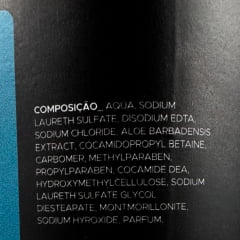 COMPOSIÇÃO_ AQUA, SODIUM
LAURETH SULFATE, DISODIUM EDTA,
SODIUM CHLORIDE, ALOE BARBADENSIS
EXTRACT, COCAMIDOPROPYL BETAINE,
CARBOMER, METHYLPARABEN,
PROPYLPARABEN, COCAMIDE DEA,
HYDROXYMETHYLCELLULOSE, SODIUM
LAURETH SULFATE GLYCOL
DIESTEAPATE, MONTMORILLONITE,
SODIUM HYROXIDE, PARFUM.